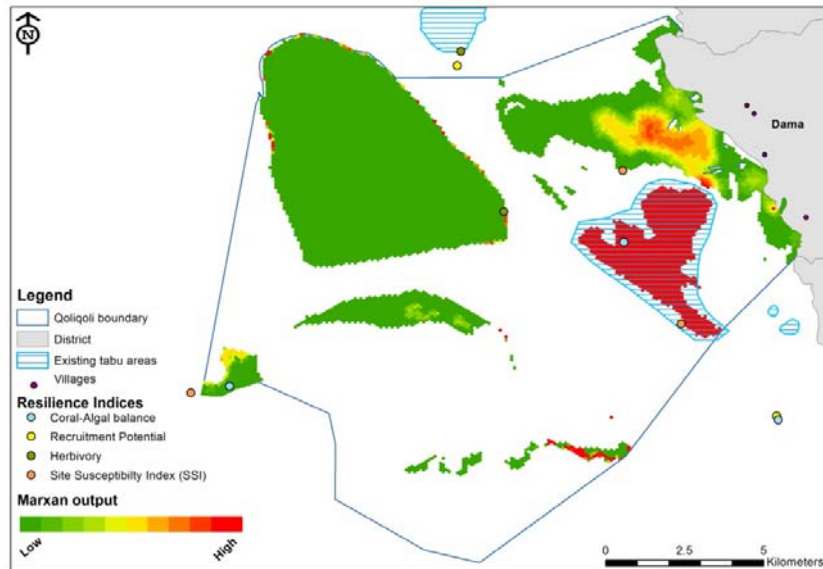 N
Dama
Legend
Qoliqoli boundary
District
Existing tabu areas
Villages
Resilience Indices
Coral-Algal balance
Recruitment Potential
Herbivory
Site Susceptibilty Index (SSI)
Marxan output
Low High
0 2.5 5
Kilometers